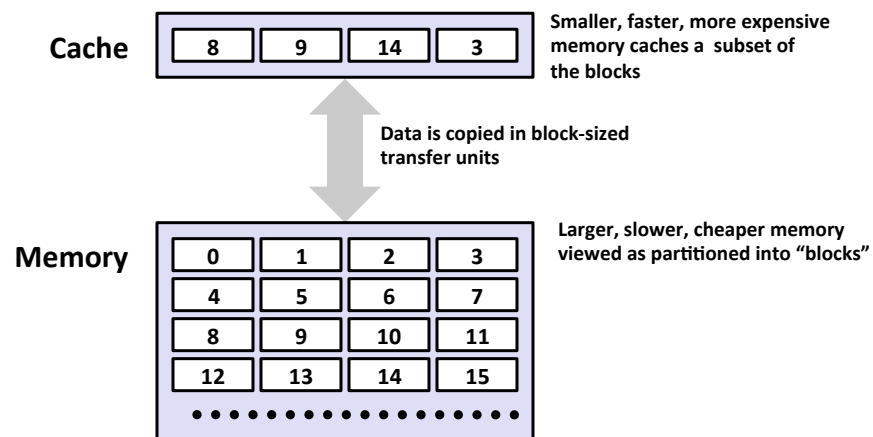 Cache
8 9 14 3
Smaller, faster, more expensive
memory caches a subset of
the blocks
Data is copied in block-sized
transfer units
Memory
Larger, slower, cheaper memory
viewed as partitioned into “blocks”
0 1 2 3
4 5 6 7
8 9 10 11
12 13 14 15